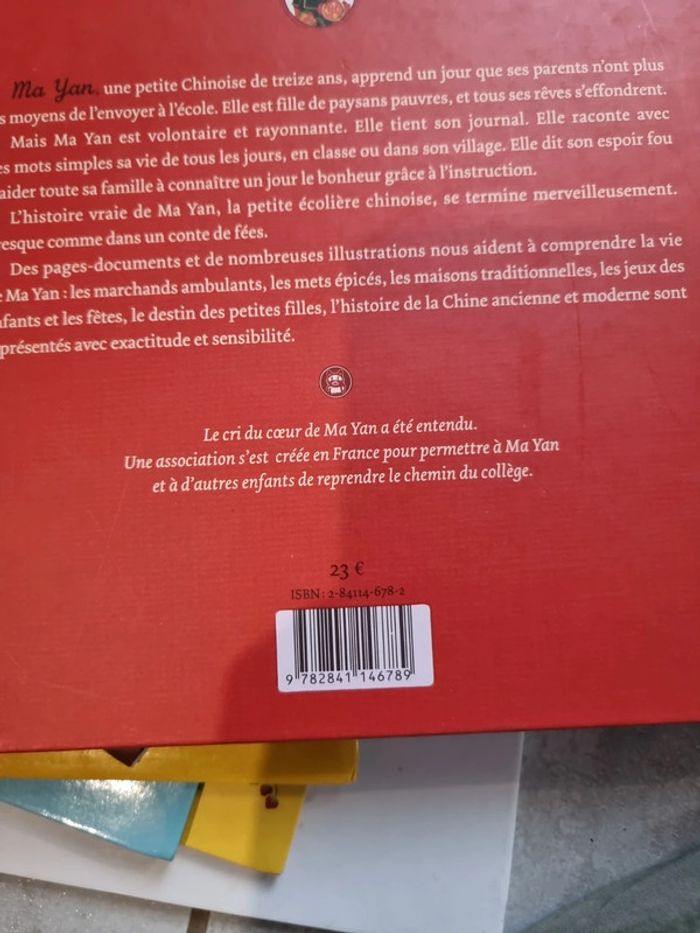 Ma Yan, une petite Chinoise de treize ans, apprend un jour que ses parents n'ont plus
s moyens de l'envoyer à l'école. Elle est fille de paysans pauvres, et tous ses rêves s'effondrent.
Mais Ma Yan est volontaire et rayonnante. Elle tient son journal. Elle raconte avec
es mots simples sa vie de tous les jours, en classe ou dans son village. Elle dit son espoir fou
aider toute sa famille à connaître un jour le bonheur grâce à l'instruction.
L'histoire vraie de Ma Yan, la petite écolière chinoise, se termine merveilleusement.
resque comme dans un conte de fées.
Des pages-documents et de nombreuses illustrations nous aident à comprendre la vie
e Ma Yan : les marchands ambulants, les mets épicés, les maisons traditionnelles, les jeux des
nfants et les fêtes, le destin des petites filles, l'histoire de la Chine ancienne et moderne sont
présentés avec exactitude et sensibilité.
Le cri du cœur de Ma Yan a été entendu.
Une association s'est créée en France pour permettre à Ma Yan
et à d'autres enfants de reprendre le chemin du collège.
23 €
ISBN : 2-84114-678-2
9 782841 146789